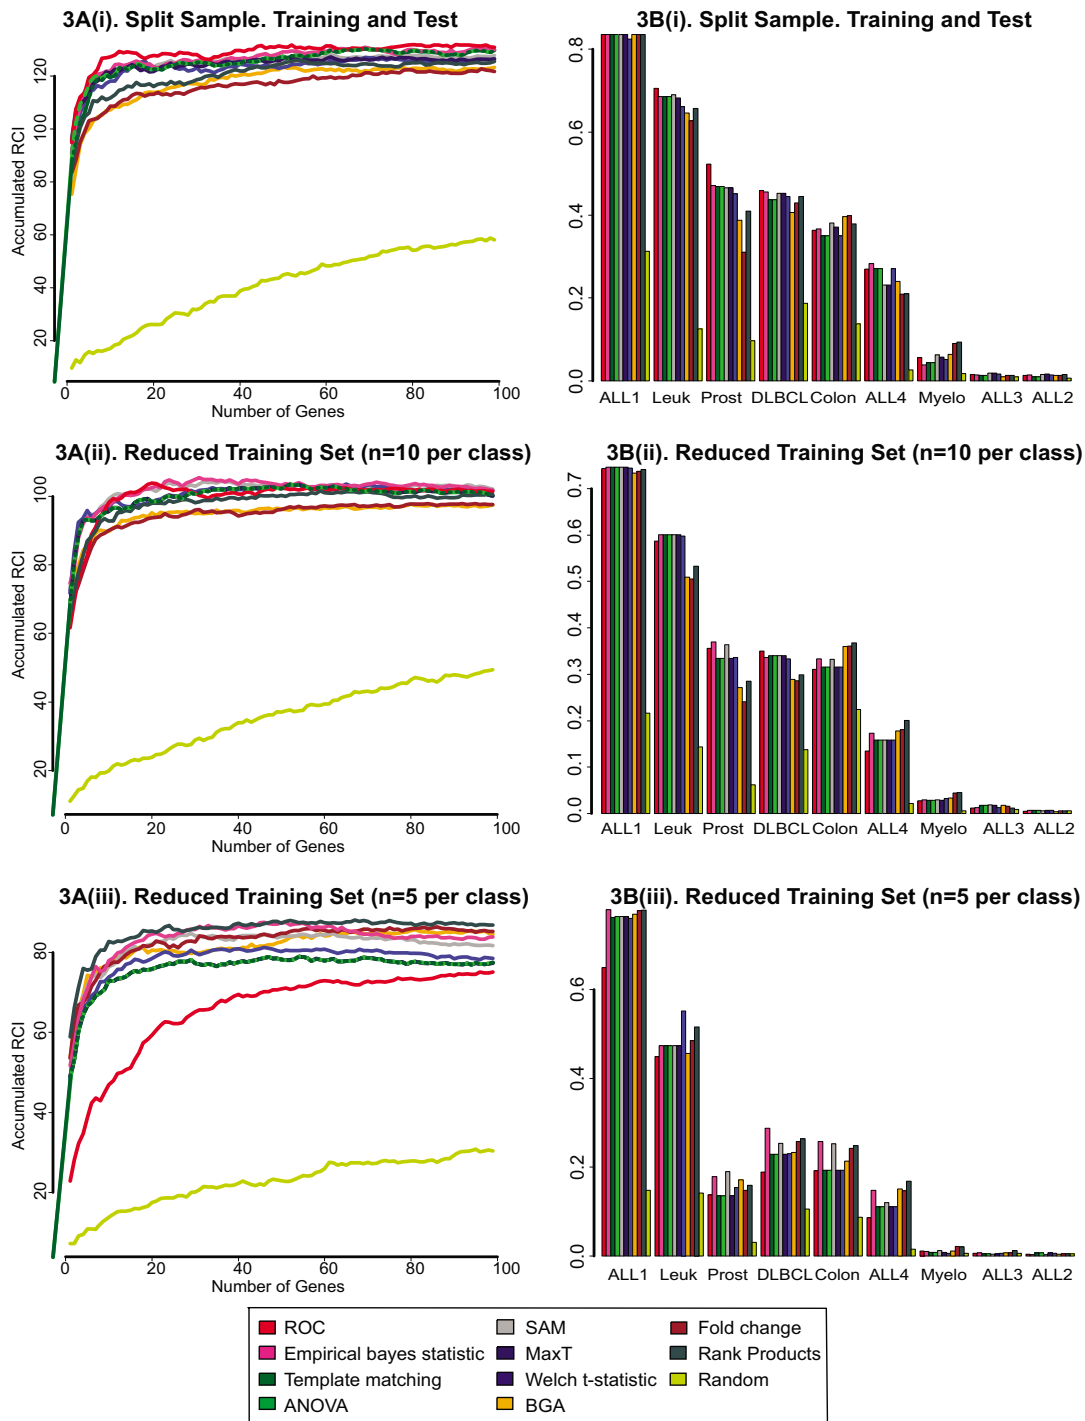 3A(i). Split Sample. Training and Test
Accumulated RCI
20
40
60
80
100
120
0
20
40
60
80
100
Number of Genes
3B(i). Split Sample. Training and Test
0.0
0.2
0.4
0.6
0.8
ALL1
Leuk
Prost
DLBCL
Colon
ALL4
Myelo
ALL3
ALL2
3A(ii). Reduced Training Set (n=10 per class)
Accumulated RCI
20
40
60
80
100
0
20
40
60
80
100
Number of Genes
3B(ii). Reduced Training Set (n=10 per class)
0.0
0.1
0.2
0.3
0.4
0.5
0.6
0.7
ALL1
Leuk
Prost
DLBCL
Colon
ALL4
Myelo
ALL3
ALL2
3A(iii). Reduced Training Set (n=5 per class)
Accumulated RCI
20
40
60
80
0
20
40
60
80
100
Number of Genes
3B(iii). Reduced Training Set (n=5 per class)
0.0
0.2
0.4
0.6
ALL1
Leuk
Prost
DLBCL
Colon
ALL4
Myelo
ALL3
ALL2
ROC
Empirical bayes statistic
Template matching
ANOVA
SAM
MaxT
Welch t-statistic
BGA
Fold change
Rank Products
Random